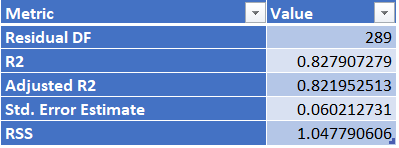 Metric Value
Residual DF 289
R2 0.827907279
Adjusted R2 0.821952513
Std. Error Estimate 0.060212731
RSS 1.047790606